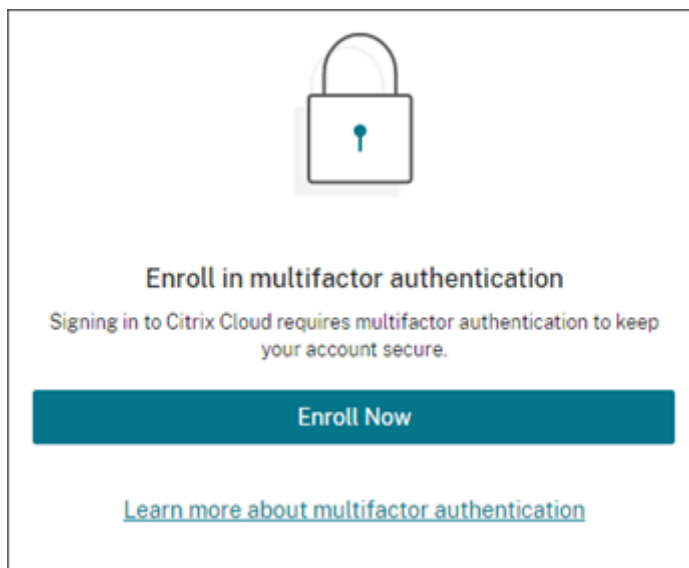 Enroll in multifactor authentication
Signing in to Citrix Cloud requires multifactor authentication to keep
your account secure.
Enroll Now
Learn more about multifactor authentication